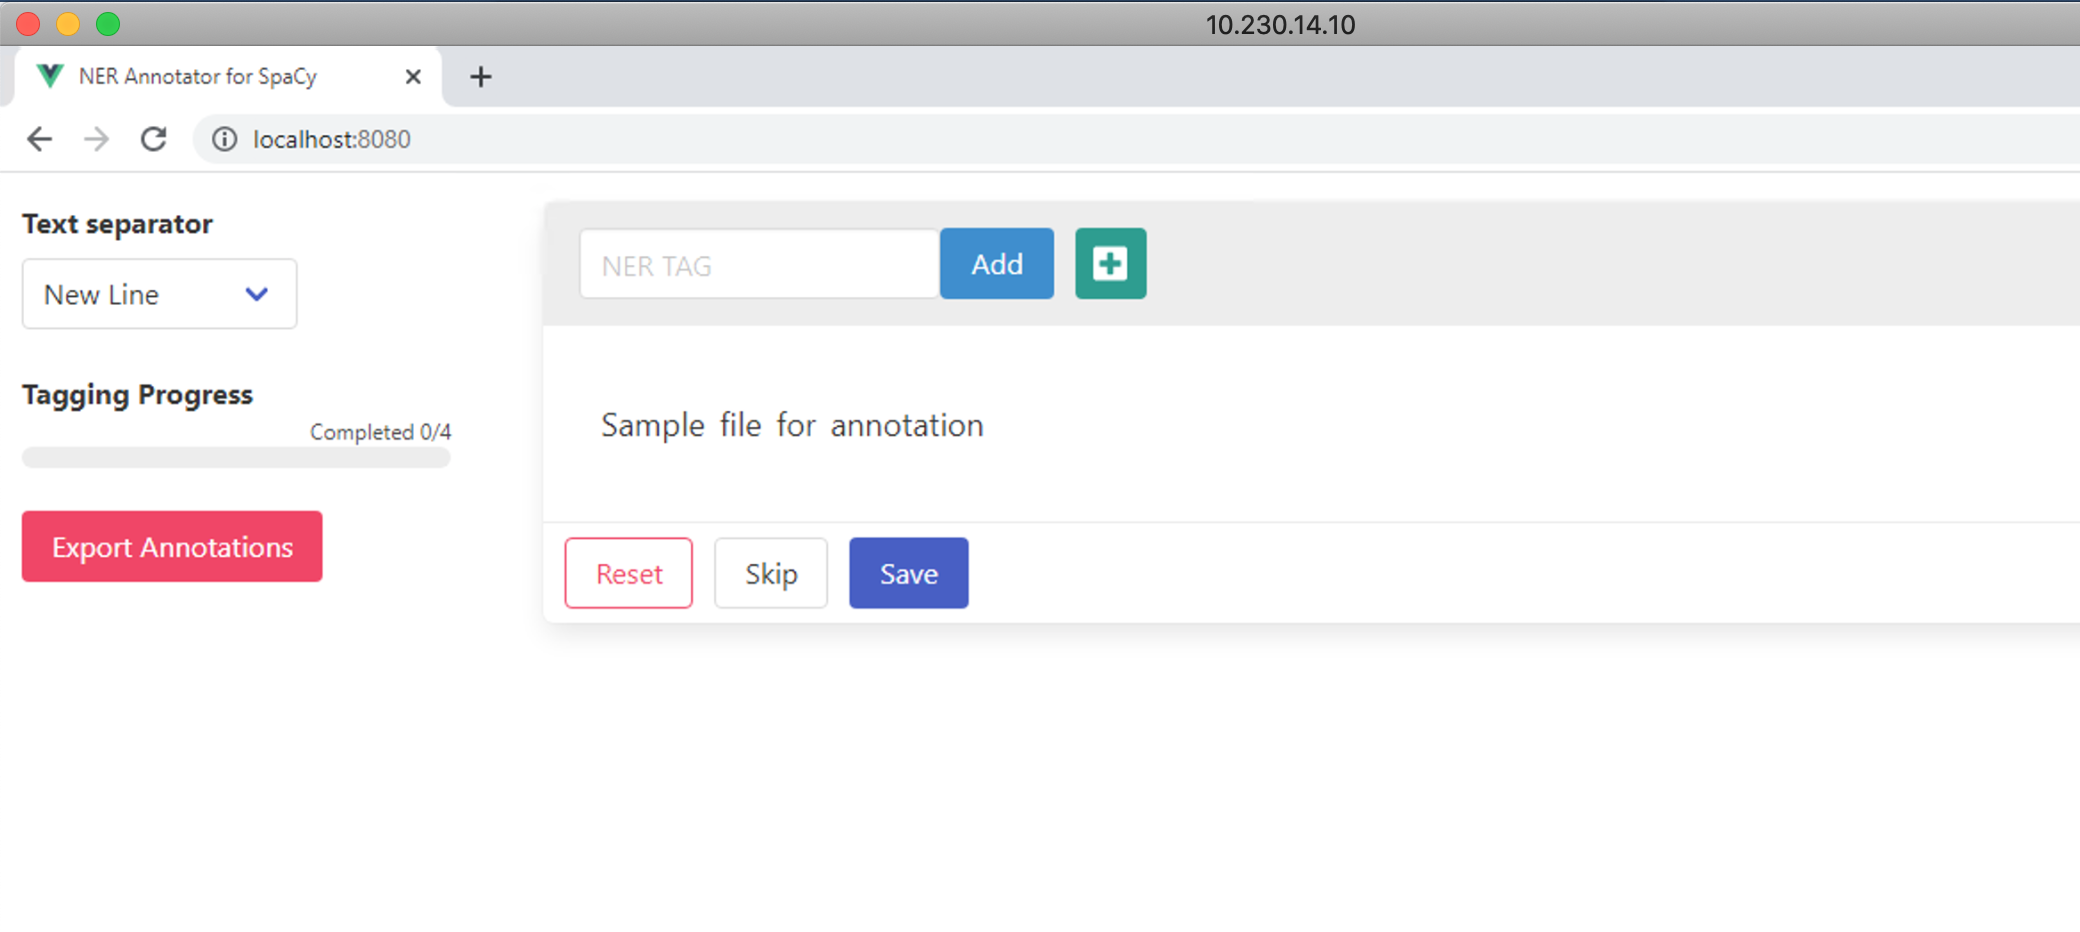 10.230.14.10
NER Annotator for SpaCy
localhost:8080
Text separator
New Line
Tagging Progress
Completed 0/4
Export Annotations
NER TAG
Add
Sample file for annotation
Reset
Skip
Save